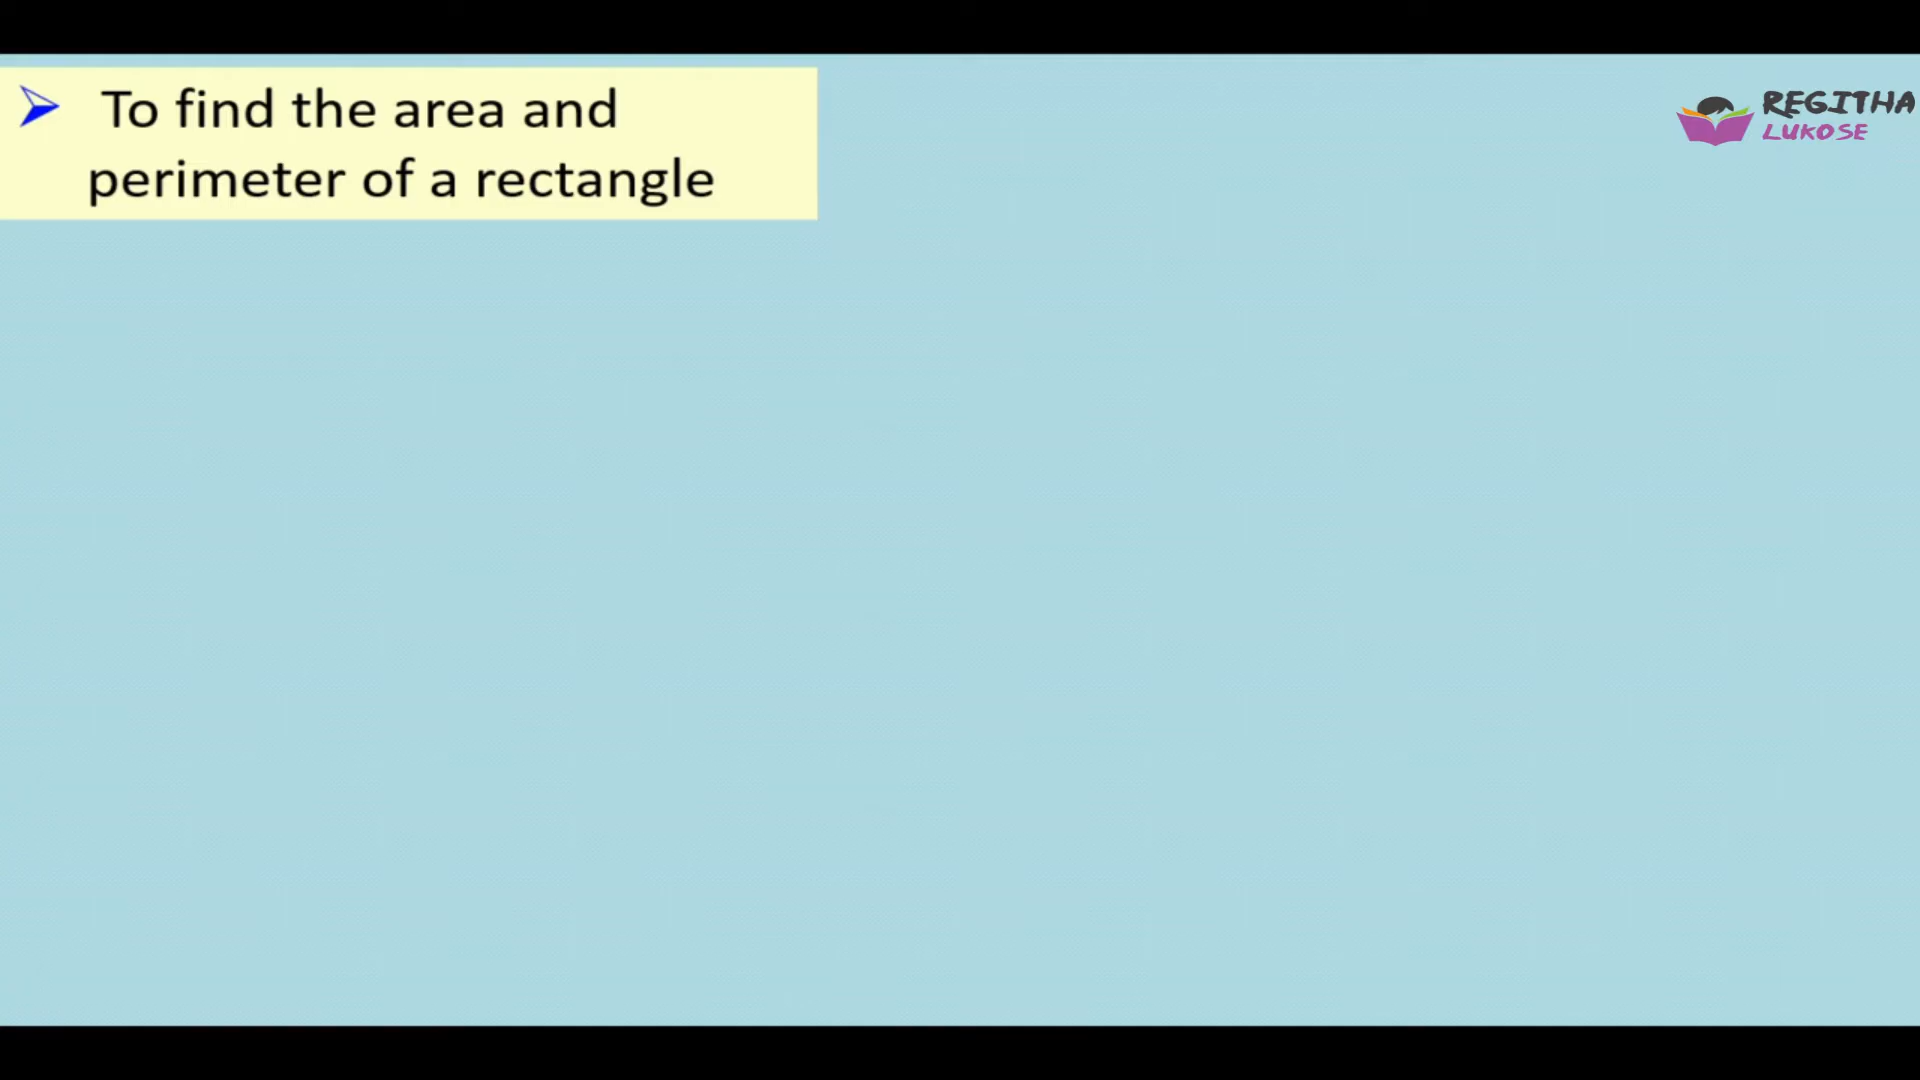 To find the area and
perimeter of a rectangle
REGITHA
LUKOSE